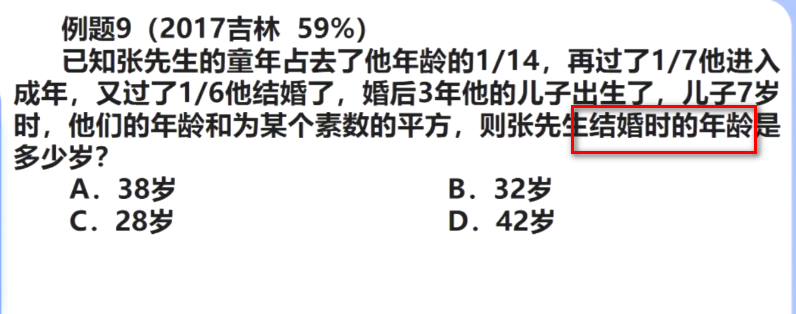 例题9（2017吉林 59%）
已知张先生的童年占去了他年龄的1/14，再过了1/7他进入
成年，又过了1/6他结婚了，婚后3年他的儿子出生了，儿子7岁
时，他们的年龄和为某个素数的平方，则张先生结婚时的年龄是
多少岁？
A．38岁 B．32岁
C．28岁 D．42岁